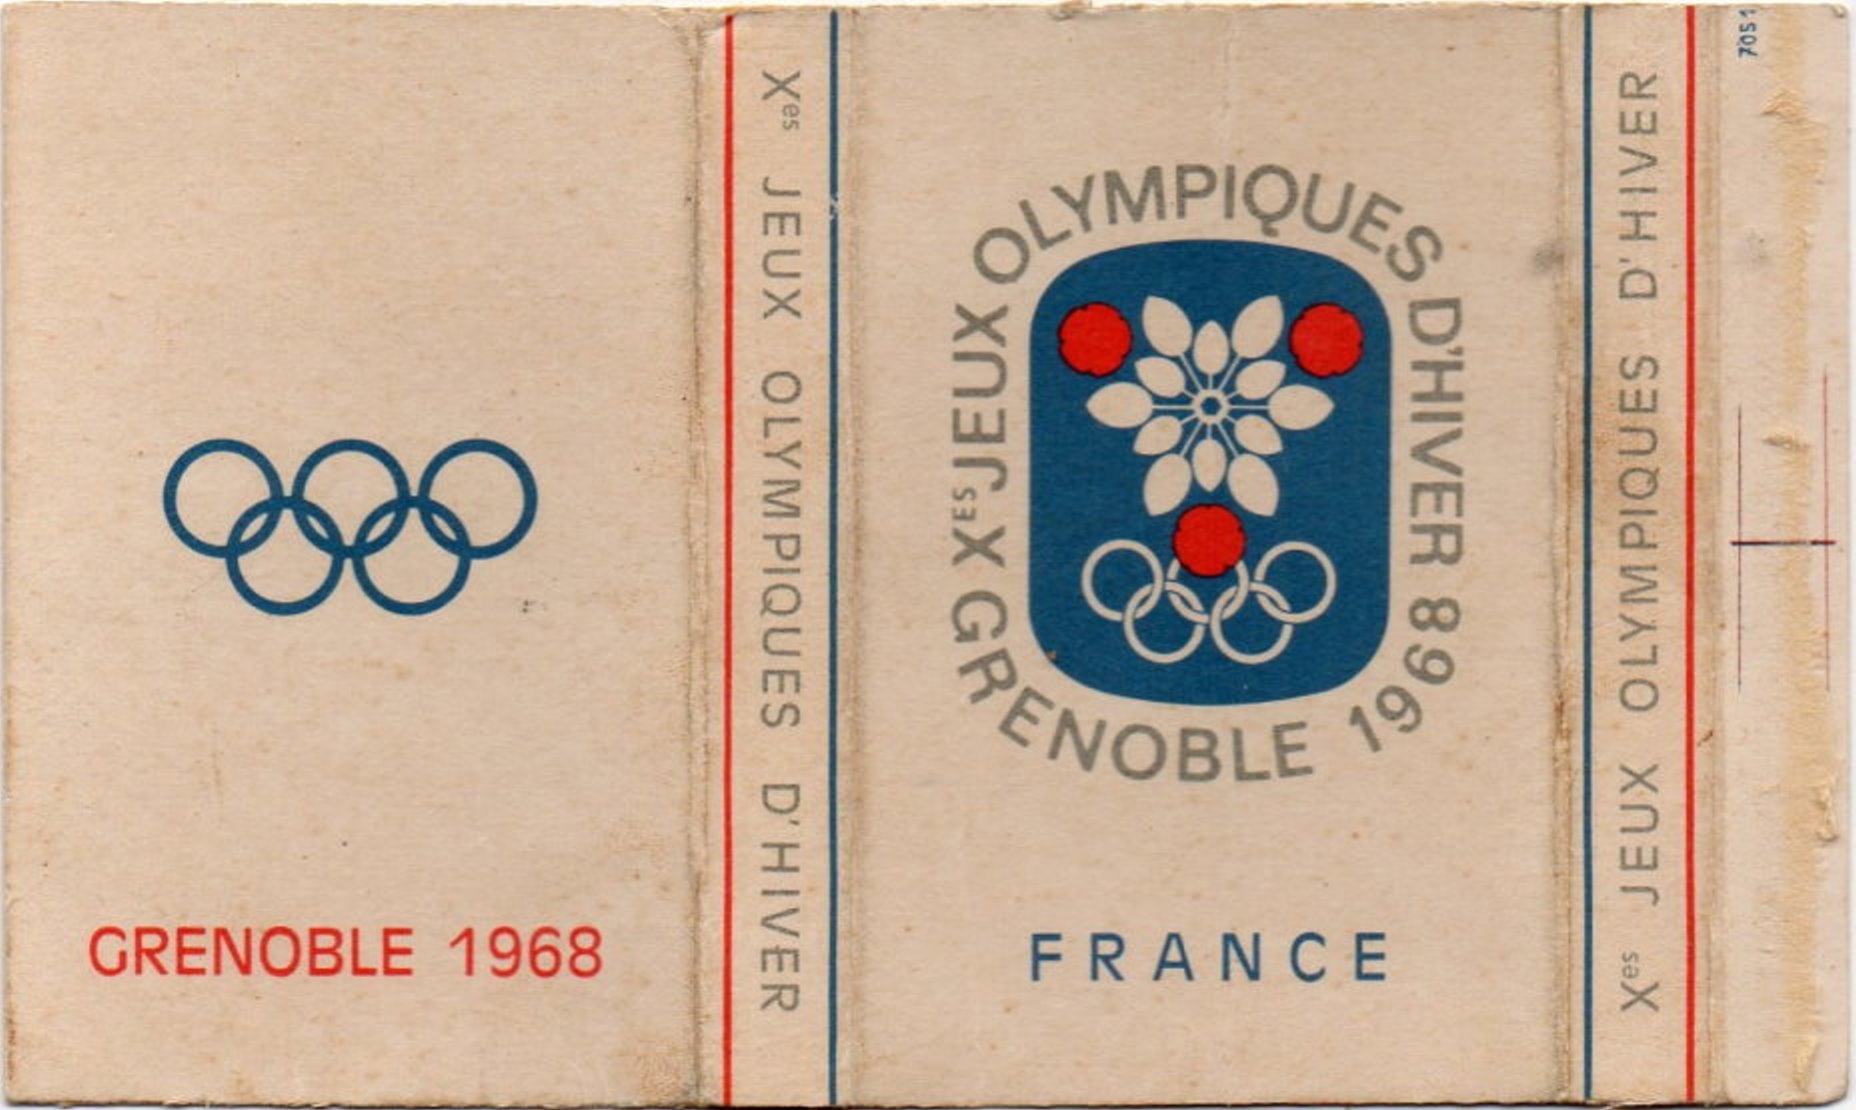 GRENOBLE 1968
Xes JEUX OLYMPIQUES D'HIVER
GRENOBLE XES JEUX OLYMPIQUES D'HIVER 1968
FRANCE
Xes JEUX OLYMPIQUES D'HIVER
7051